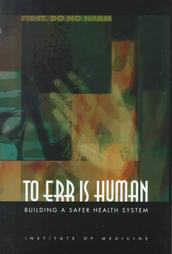 FIRST, DO NO HARM
TO ERR IS HUMAN
BUILDING A SAFER HEALTH SYSTEM
INSTITUTE OF MEDICINE